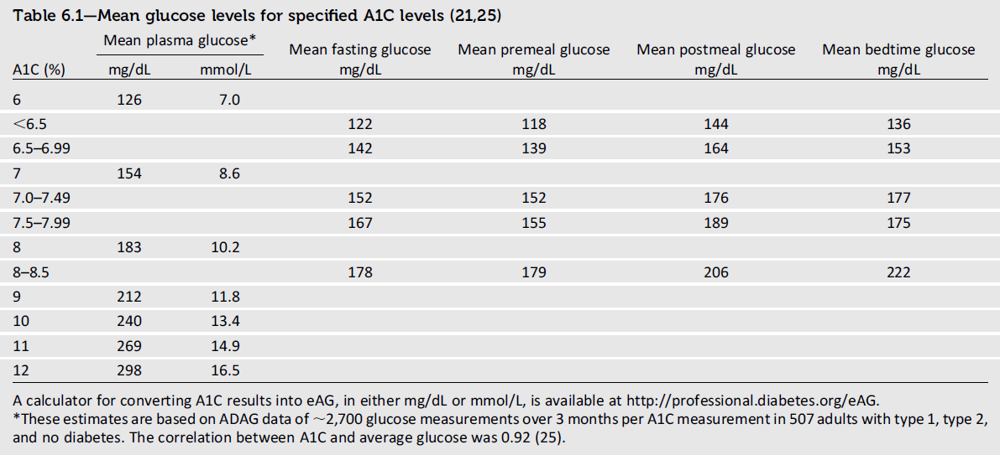 Table 6.1—Mean glucose levels for specified A1C levels (21,25)
Mean plasma glucose* Mean fasting glucose Mean premeal glucose Mean postmeal glucose Mean bedtime glucose
A1C (%) mg/dL mmol/L mg/dL mg/dL mg/dL mg/dL
6 126 7.0
<6.5 122 118 144 136
6.5–6.99 142 139 164 153
7 154 8.6
7.0–7.49 152 152 176 177
7.5–7.99 167 155 189 175
8 183 10.2
8–8.5 178 179 206 222
9 212 11.8
10 240 13.4
11 269 14.9
12 298 16.5
A calculator for converting A1C results into eAG, in either mg/dL or mmol/L, is available at http://professional.diabetes.org/eAG.
*These estimates are based on ADAG data of ~2,700 glucose measurements over 3 months per A1C measurement in 507 adults with type 1, type 2,
and no diabetes. The correlation between A1C and average glucose was 0.92 (25).